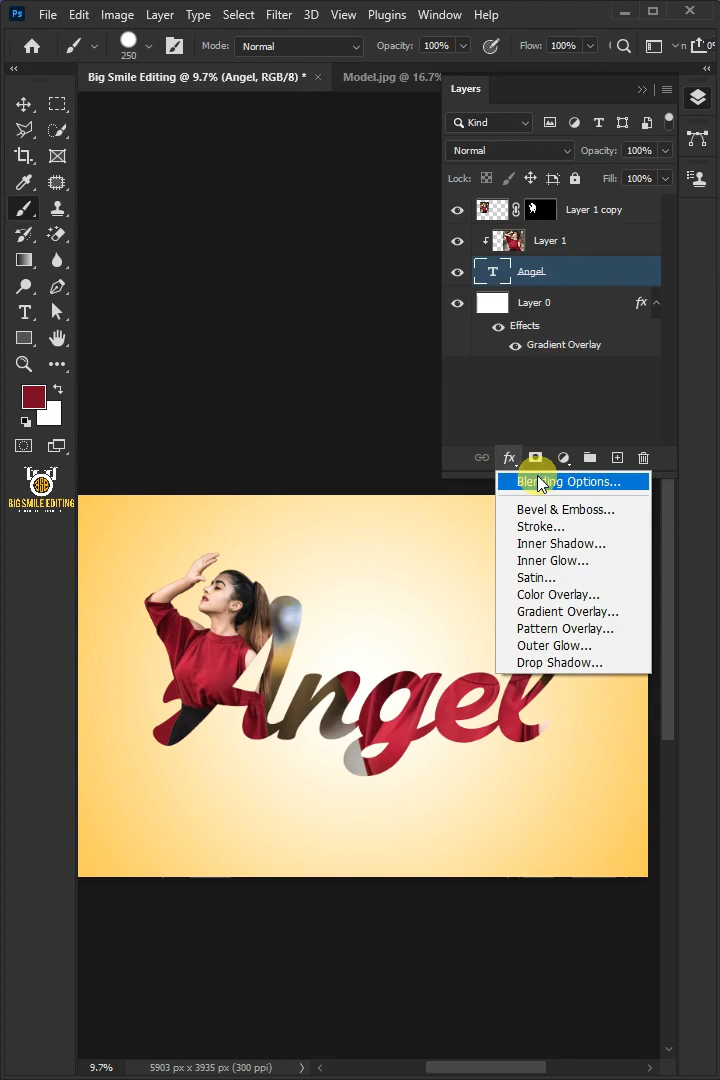 Ps File Edit Image Layer Type Select Filter 3D View Plugins Window Help
250 Mode: Normal Opacity: 100% Flow: 100%
Big Smile Editing @ 9.7% (Angel, RGB/8) * × Model.jpg @ 16.7%
Layers
Kind
Normal Opacity: 100%
Lock: Fill: 100%
Layer 1 copy
Layer 1
T Angel
Layer 0 fx
Effects
Gradient Overlay
fx
Blending Options...
Bevel & Emboss...
Stroke...
Inner Shadow...
Inner Glow...
Satin...
Color Overlay...
Gradient Overlay...
Pattern Overlay...
Outer Glow...
Drop Shadow...
BIG SMILE EDITING
Angel
9.7% 5903 px x 3935 px (300 ppi)